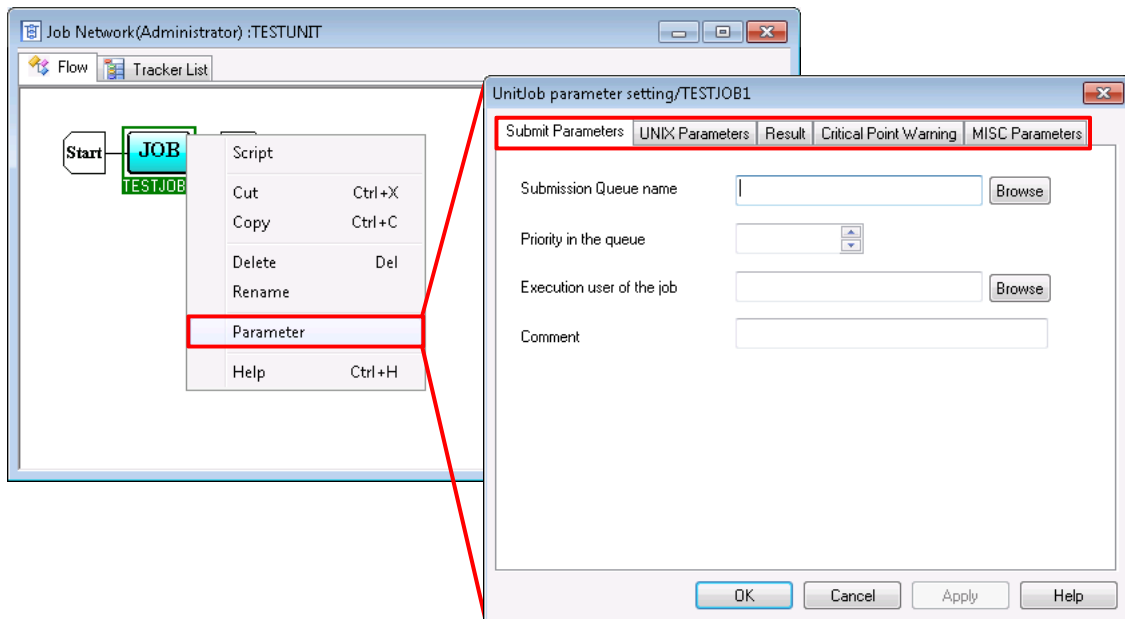 Job Network(Administrator) :TESTUNIT
Flow
Tracker List
Start
JOB
TESTJOB
Script
Cut Ctrl+X
Copy Ctrl+C
Delete Del
Rename
Parameter
Help Ctrl+H
UnitJob parameter setting/TESTJOB1
Submit Parameters UNIX Parameters Result Critical Point Warning MISC Parameters
Submission Queue name Browse
Priority in the queue
Execution user of the job Browse
Comment
OK Cancel Apply Help